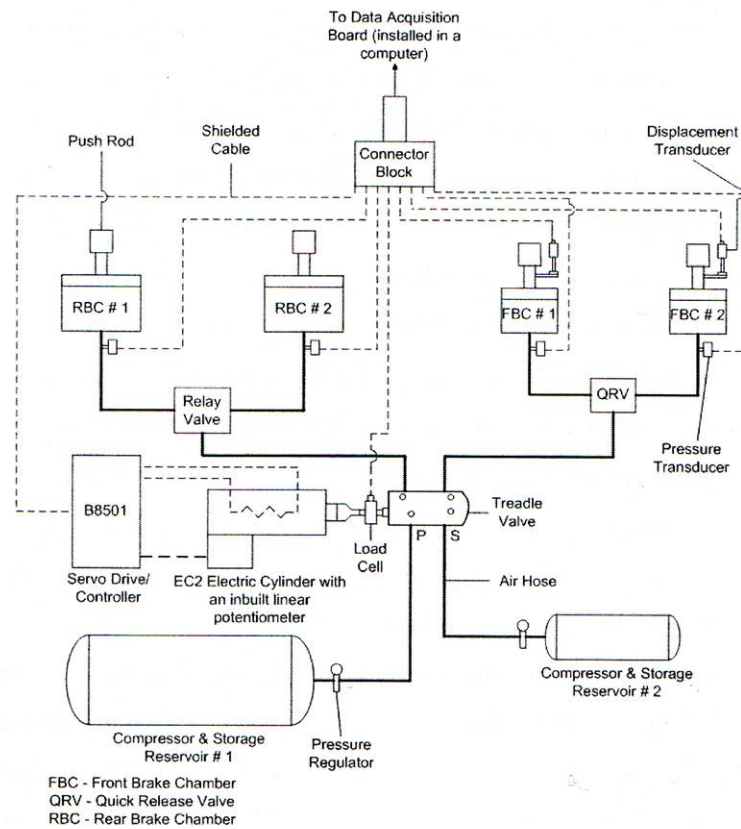 To Data Acquisition
Board (installed in a
computer)
Push Rod
Shielded
Cable
Connector
Block
Displacement
Transducer
RBC # 1
RBC # 2
FBC # 1
FBC # 2
Relay
Valve
QRV
Pressure
Transducer
B8501
Servo Drive/
Controller
EC2 Electric Cylinder with
an inbuilt linear
potentiometer
Load
Cell
P
S
Treadle
Valve
Air Hose
Compressor & Storage
Reservoir # 2
Compressor & Storage
Reservoir # 1
Pressure
Regulator
FBC - Front Brake Chamber
QRV - Quick Release Valve
RBC - Rear Brake Chamber